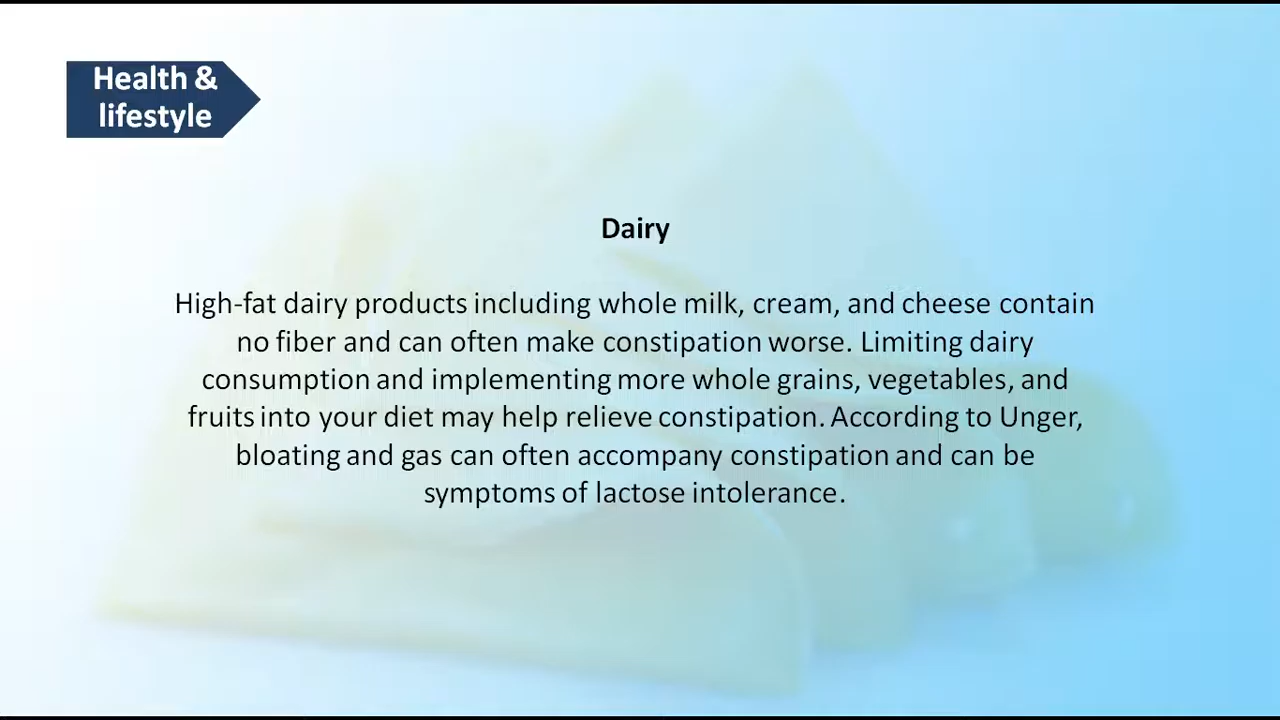 Health &
lifestyle
Dairy
High-fat dairy products including whole milk, cream, and cheese contain
no fiber and can often make constipation worse. Limiting dairy
consumption and implementing more whole grains, vegetables, and
fruits into your diet may help relieve constipation. According to Unger,
bloating and gas can often accompany constipation and can be
symptoms of lactose intolerance.